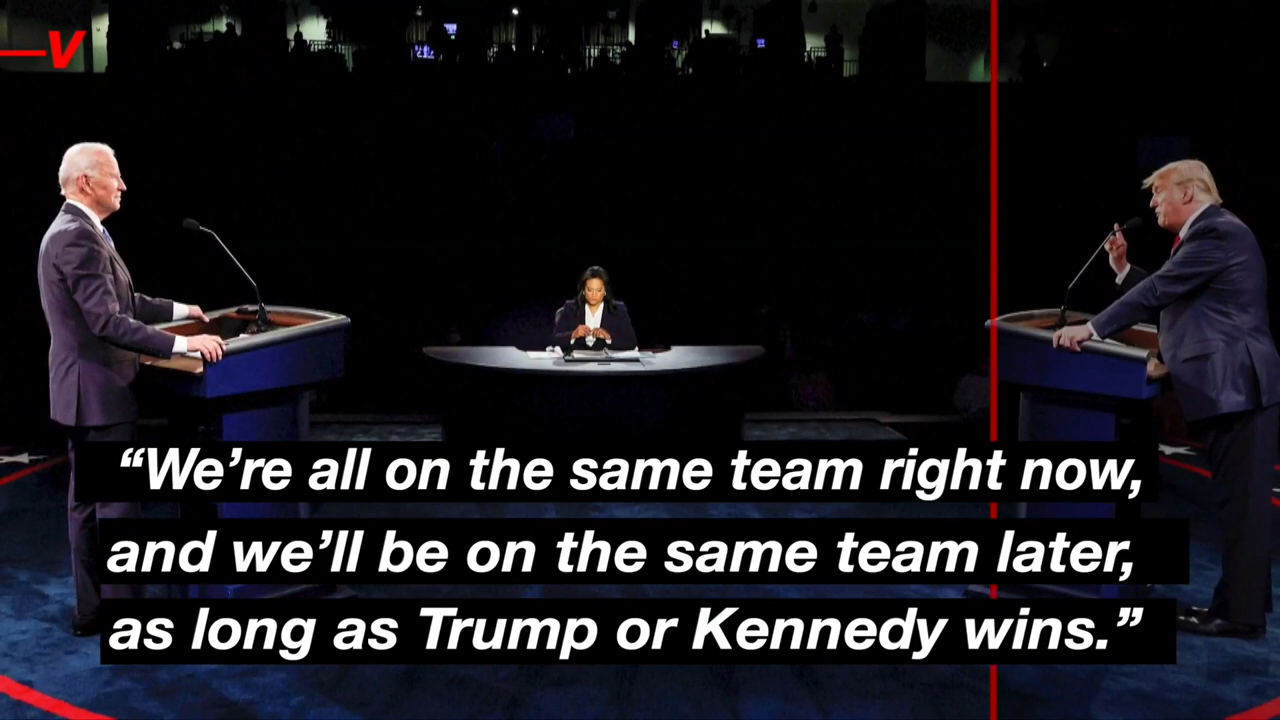 V
“We’re all on the same team right now,
and we’ll be on the same team later,
as long as Trump or Kennedy wins.”